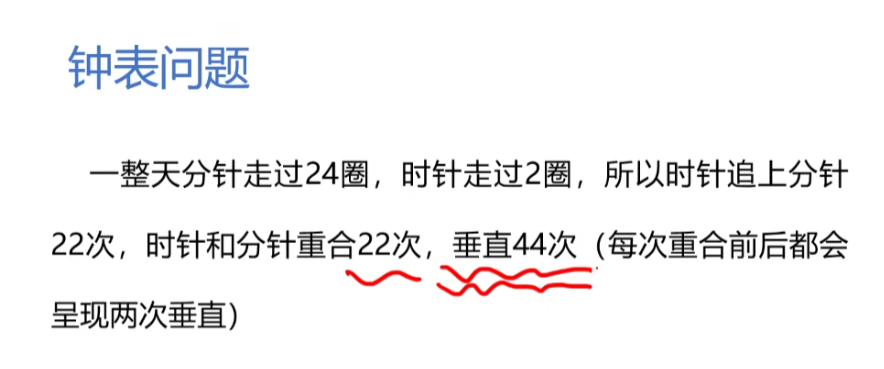 钟表问题
一整天分针走过24圈，时针走过2圈，所以时针追上分针
22次，时针和分针重合22次，垂直44次（每次重合前后都会
呈现两次垂直）